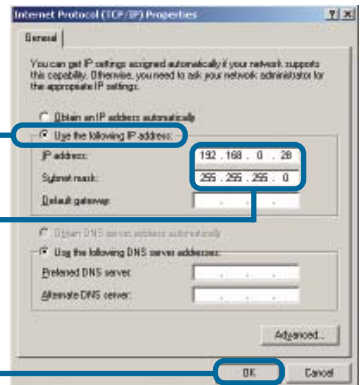 Internet Protocol (TCP/IP) Properties
General
You can get IP settings assigned automatically if your network supports
this capability. Otherwise, you need to ask your network administrator for
the appropriate IP settings.
Obtain an IP address automatically
Use the following IP address:
IP address: 192 . 168 . 0 . 28
Subnet mask: 255 . 255 . 255 . 0
Default gateway: . . .
Obtain DNS server address automatically
Use the following DNS server addresses:
Preferred DNS server: . . .
Alternate DNS server: . . .
Advanced...
OK Cancel